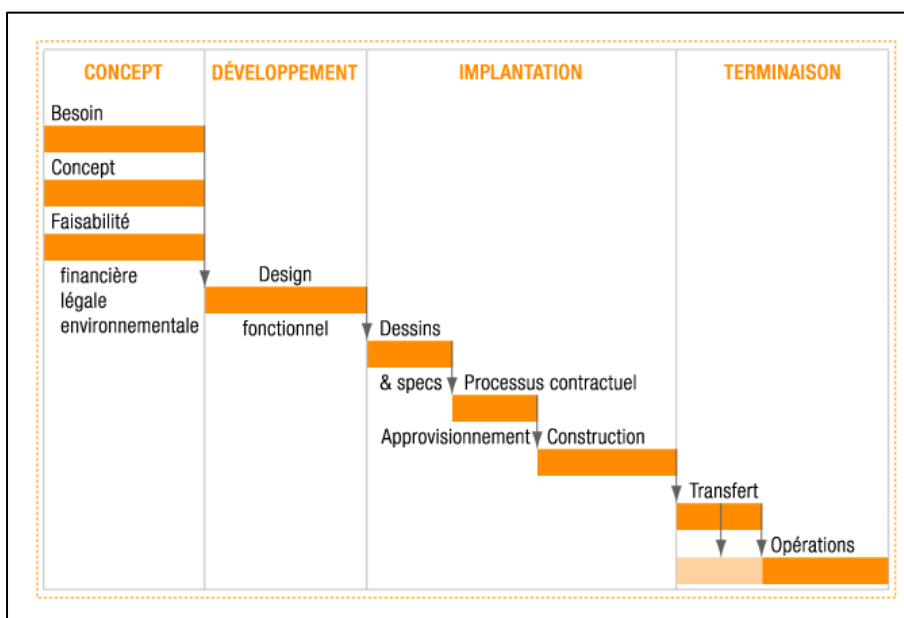 CONCEPT
DÉVELOPPEMENT
IMPLANTATION
TERMINAISON
Besoin
Concept
Faisabilité
financière
légale
environnementale
Design
fonctionnel
Dessins
& specs
Processus contractuel
Approvisionnement
Construction
Transfert
Opérations